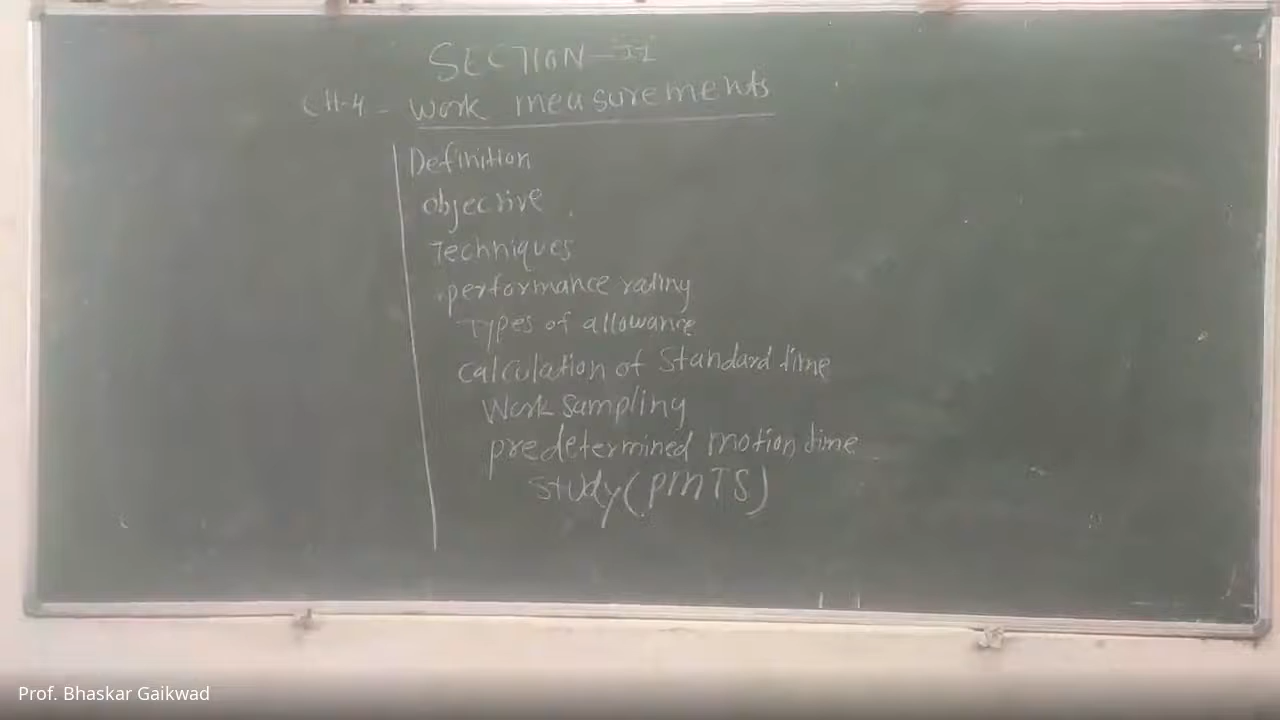 SECTION-II
CH-4 - work measurements
Definition
objective
Techniques
performance rating
Types of allowance
calculation of standard time
Work sampling
predetermined motion time
study (PMTS)
Prof. Bhaskar Gaikwad